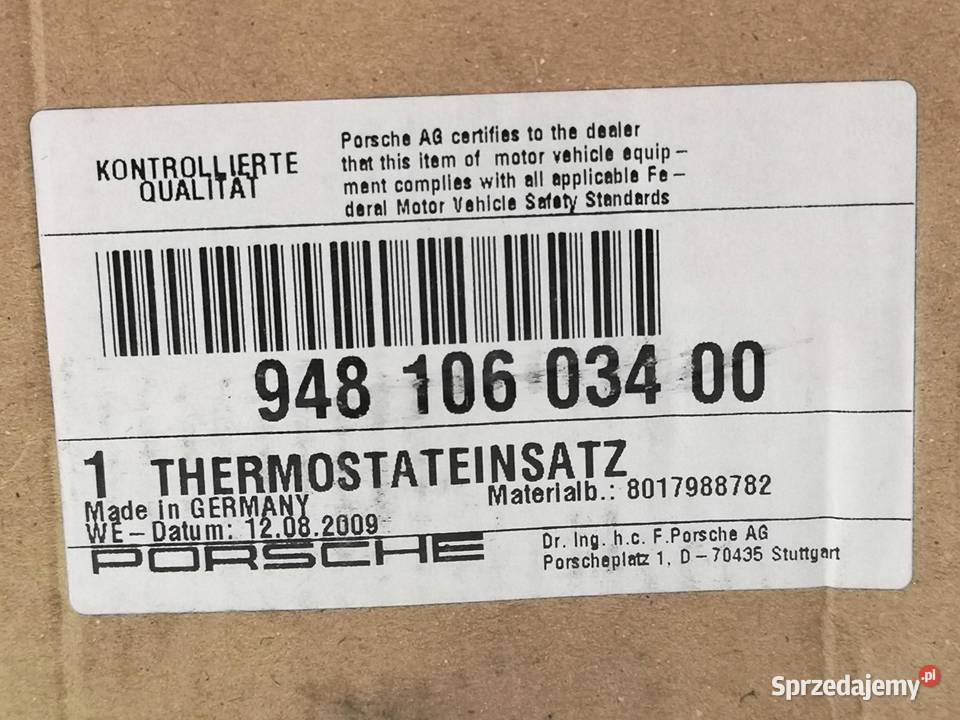 KONTROLLIERTE
QUALITÄT
Porsche AG certifies to the dealer
that this item of motor vehicle equip-
ment complies with all applicable Fe-
deral Motor Vehicle Safety Standards
948 106 034 00
1 THERMOSTATEINSATZ
Materialb.: 8017988782
Made in GERMANY
WE-Datum: 12.08.2009
PORSCHE
Dr. Ing. h.c. F.Porsche AG
Porscheplatz 1, D-70435 Stuttgart
Sprzedajemy.pl